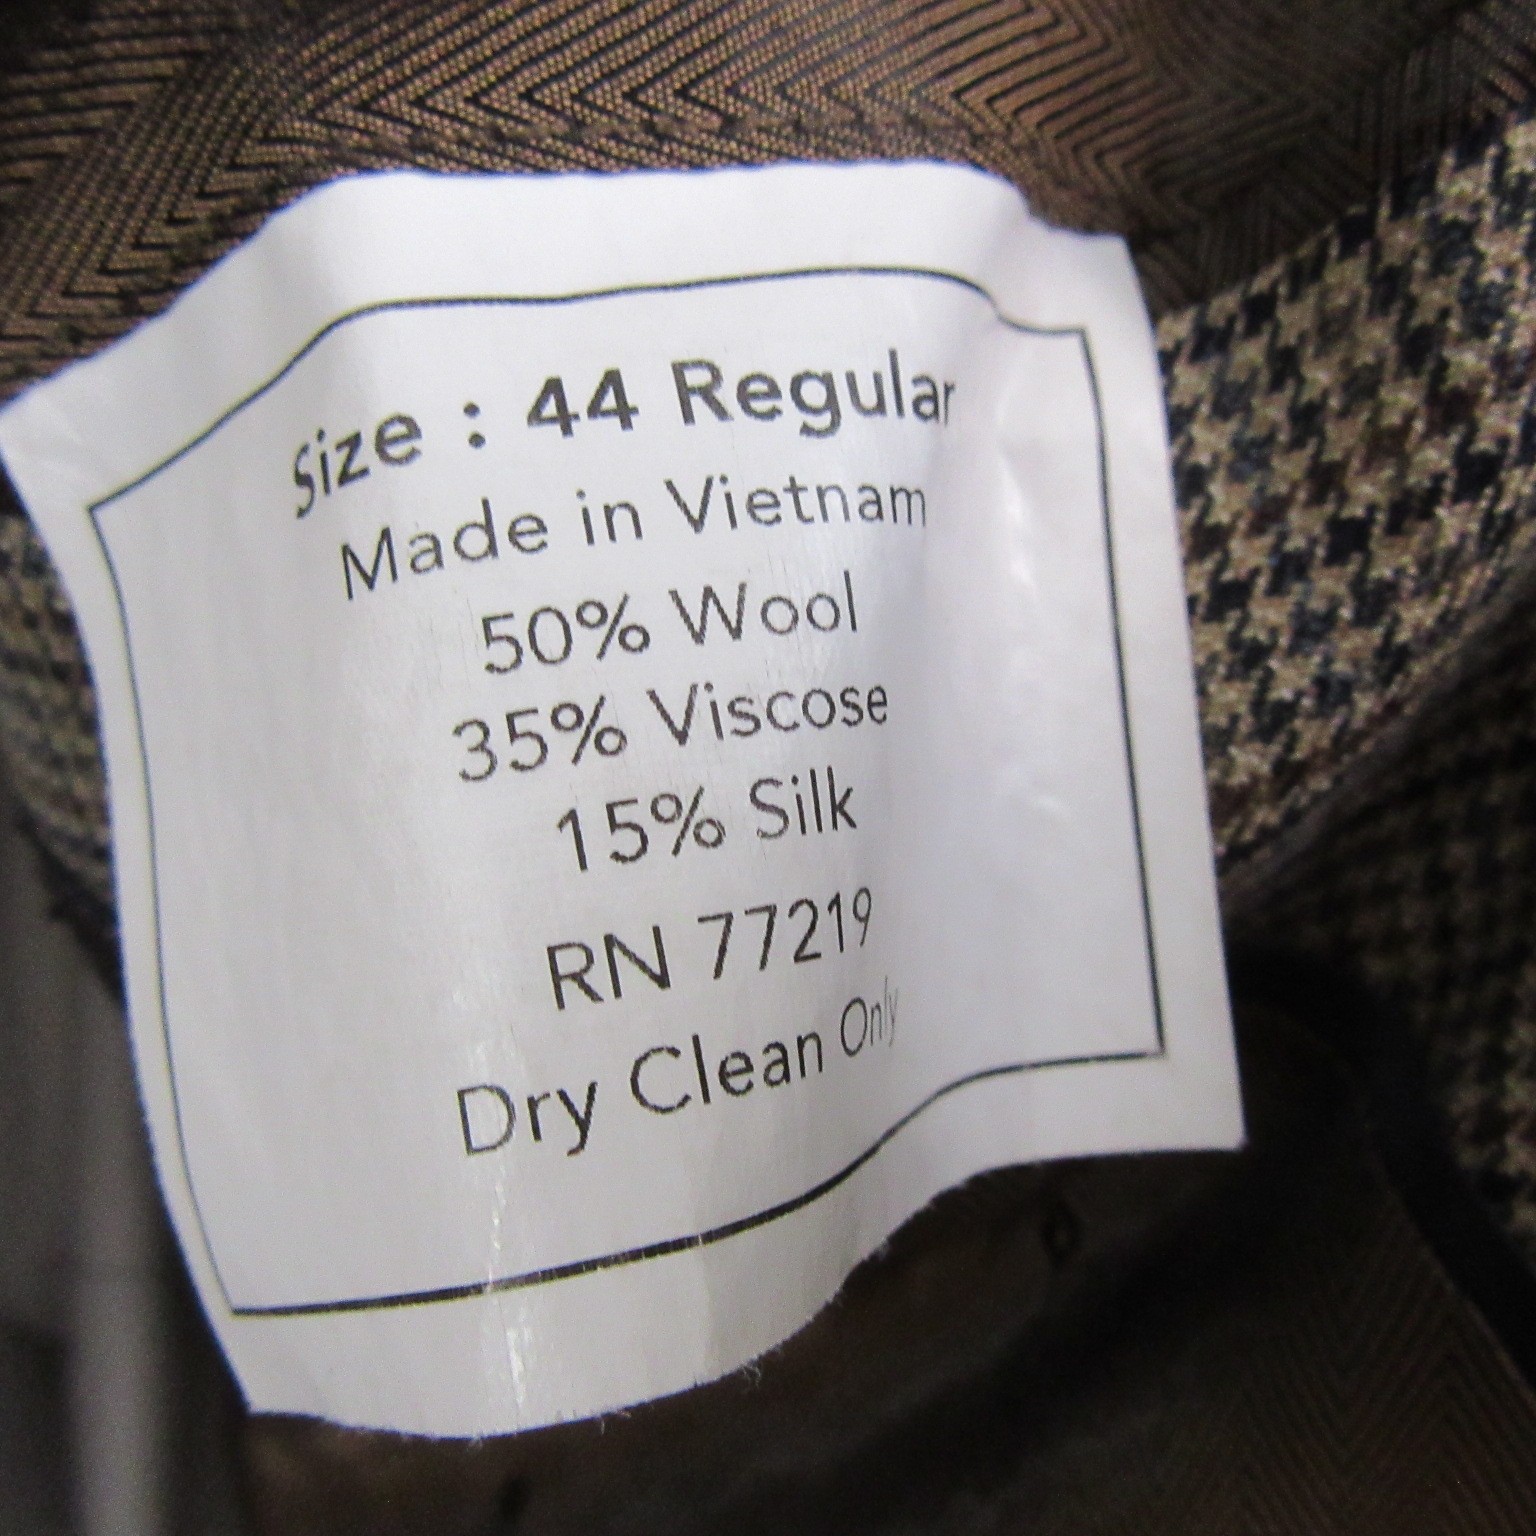 Size : 44 Regular
Made in Vietnam
50% Wool
35% Viscose
15% Silk
RN 77219
Dry Clean Only